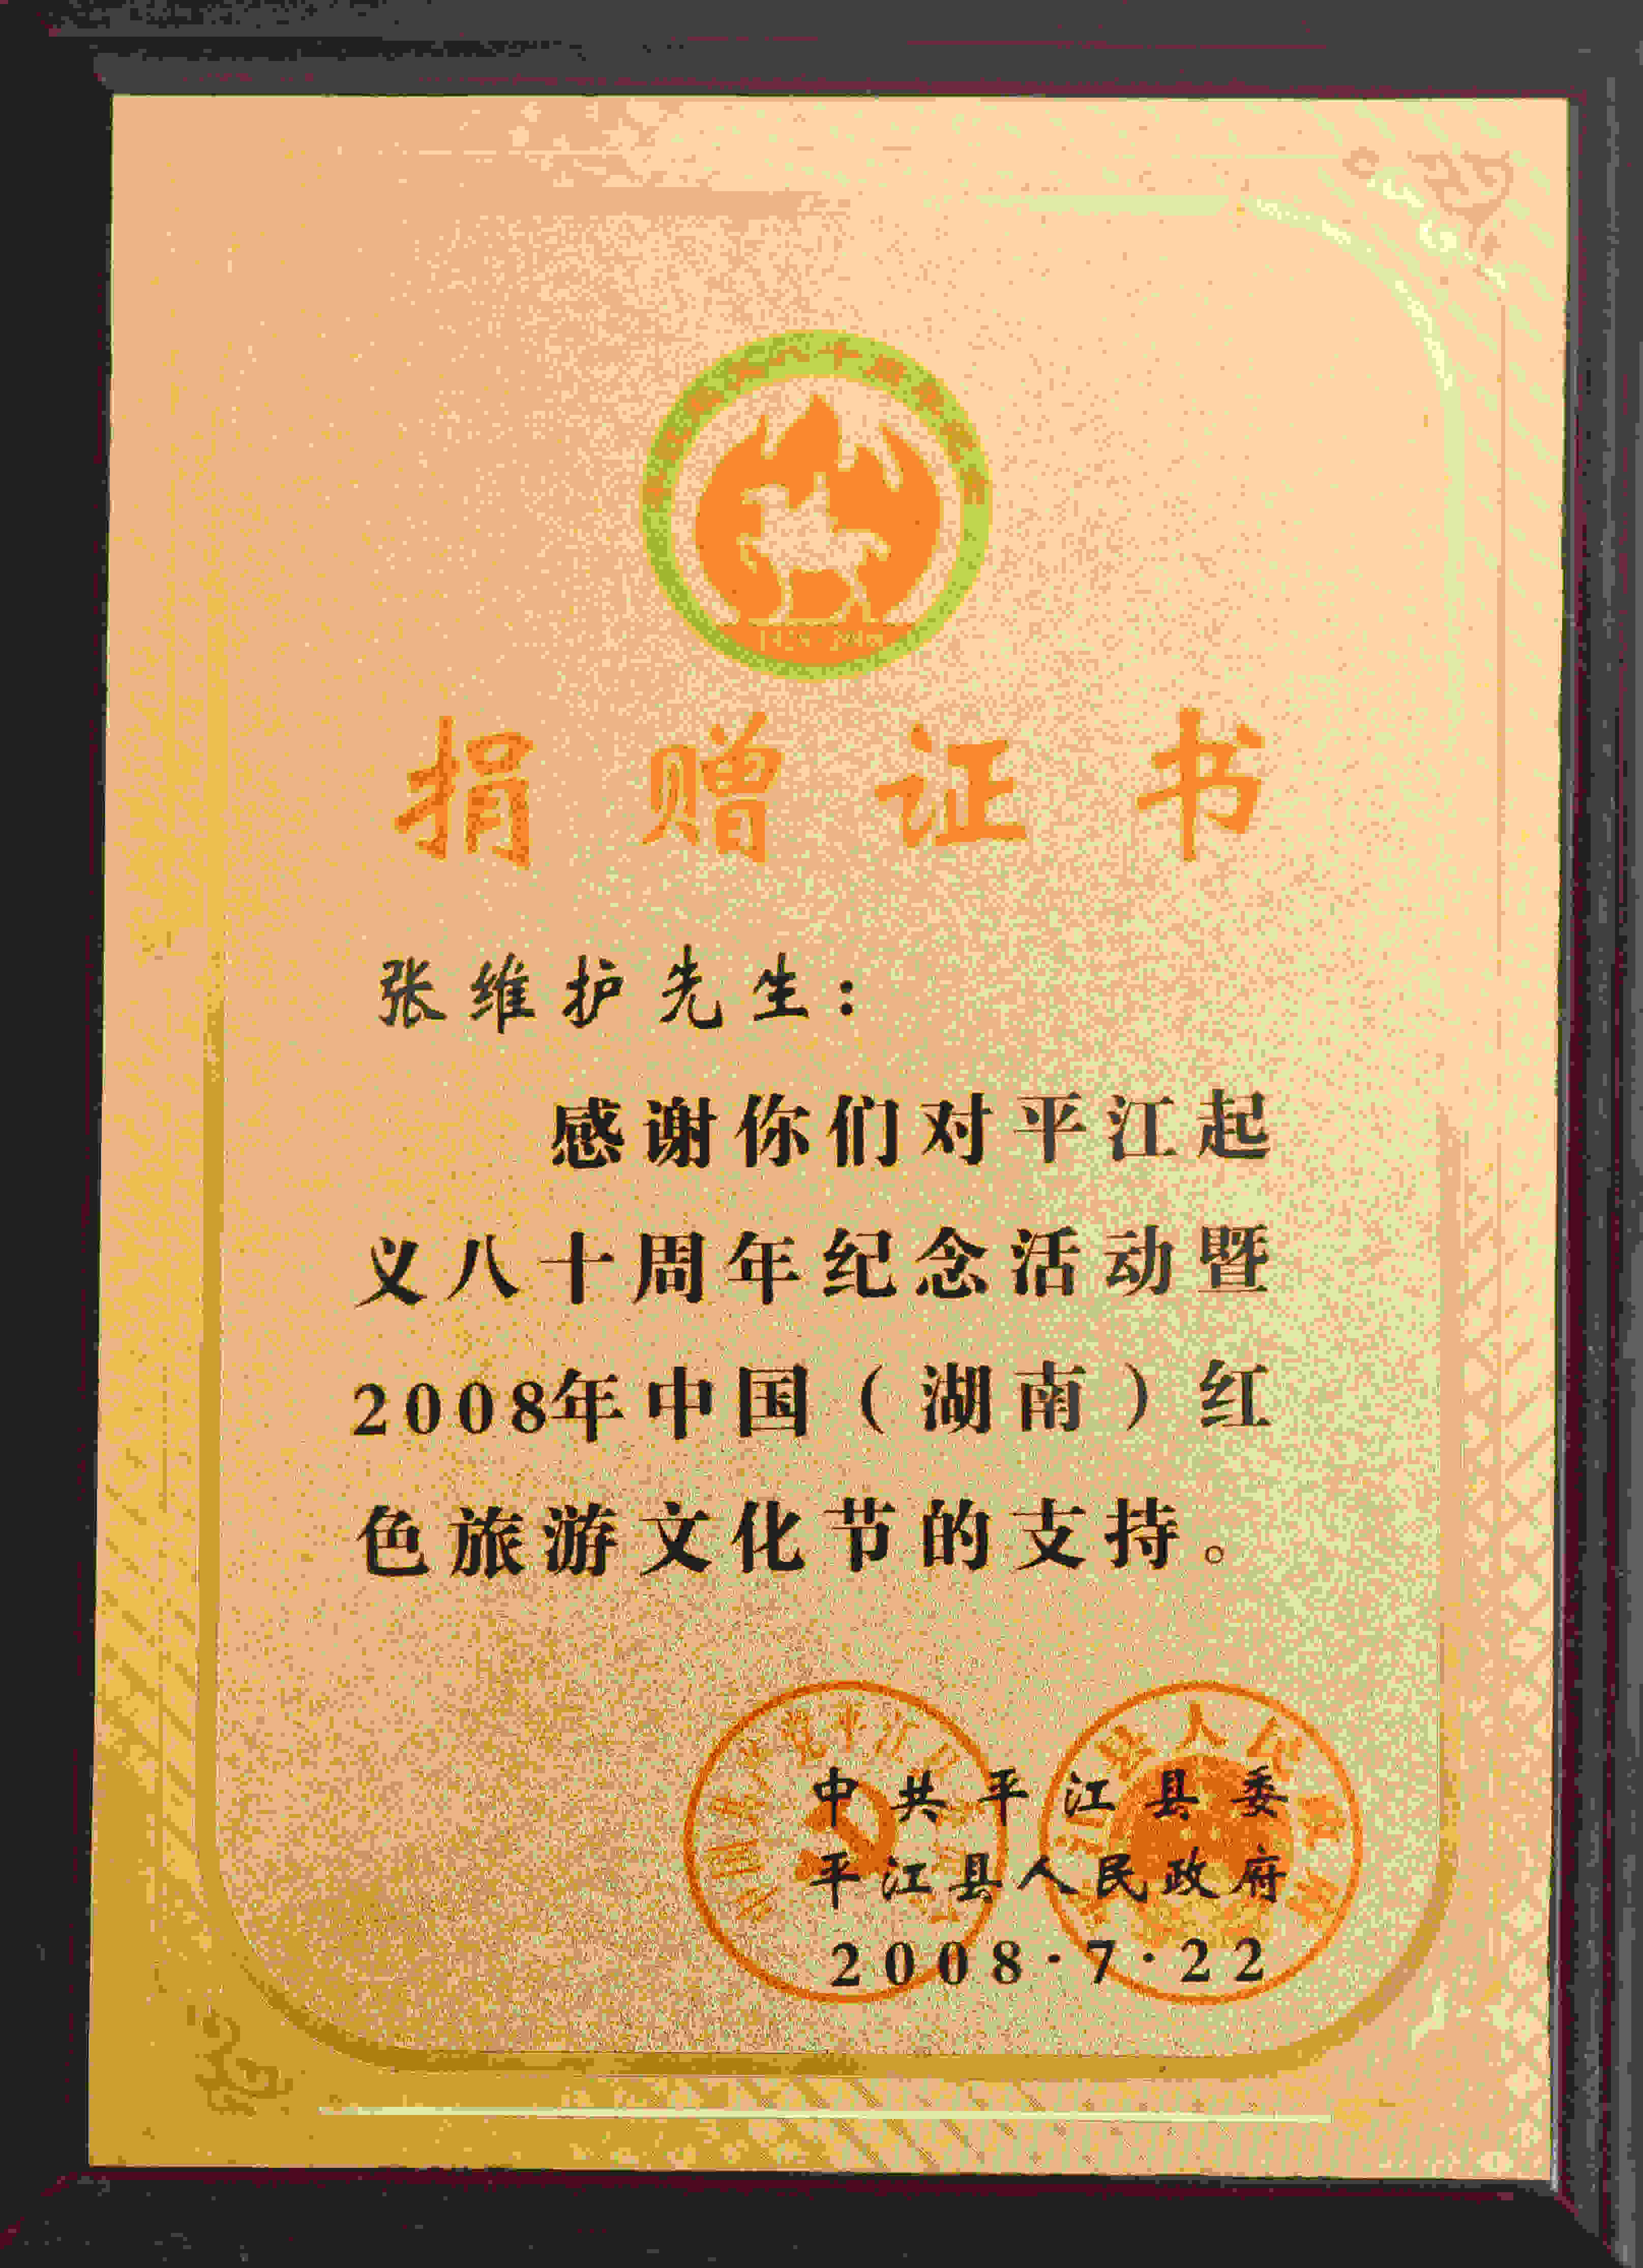 捐赠证书
张维护先生：
感谢你们对平江起
义八十周年纪念活动暨
2008年中国（湖南）红
色旅游文化节的支持。
中共平江县委
平江县人民政府
2008·7·22